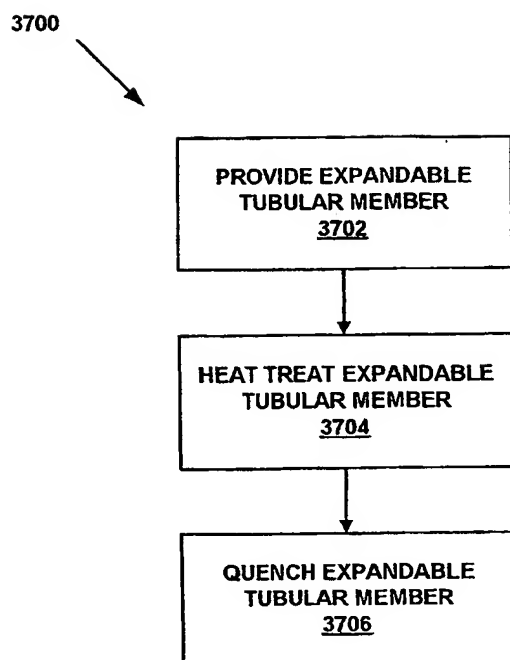 3700
PROVIDE EXPANDABLE
TUBULAR MEMBER
3702
HEAT TREAT EXPANDABLE
TUBULAR MEMBER
3704
QUENCH EXPANDABLE
TUBULAR MEMBER
3706